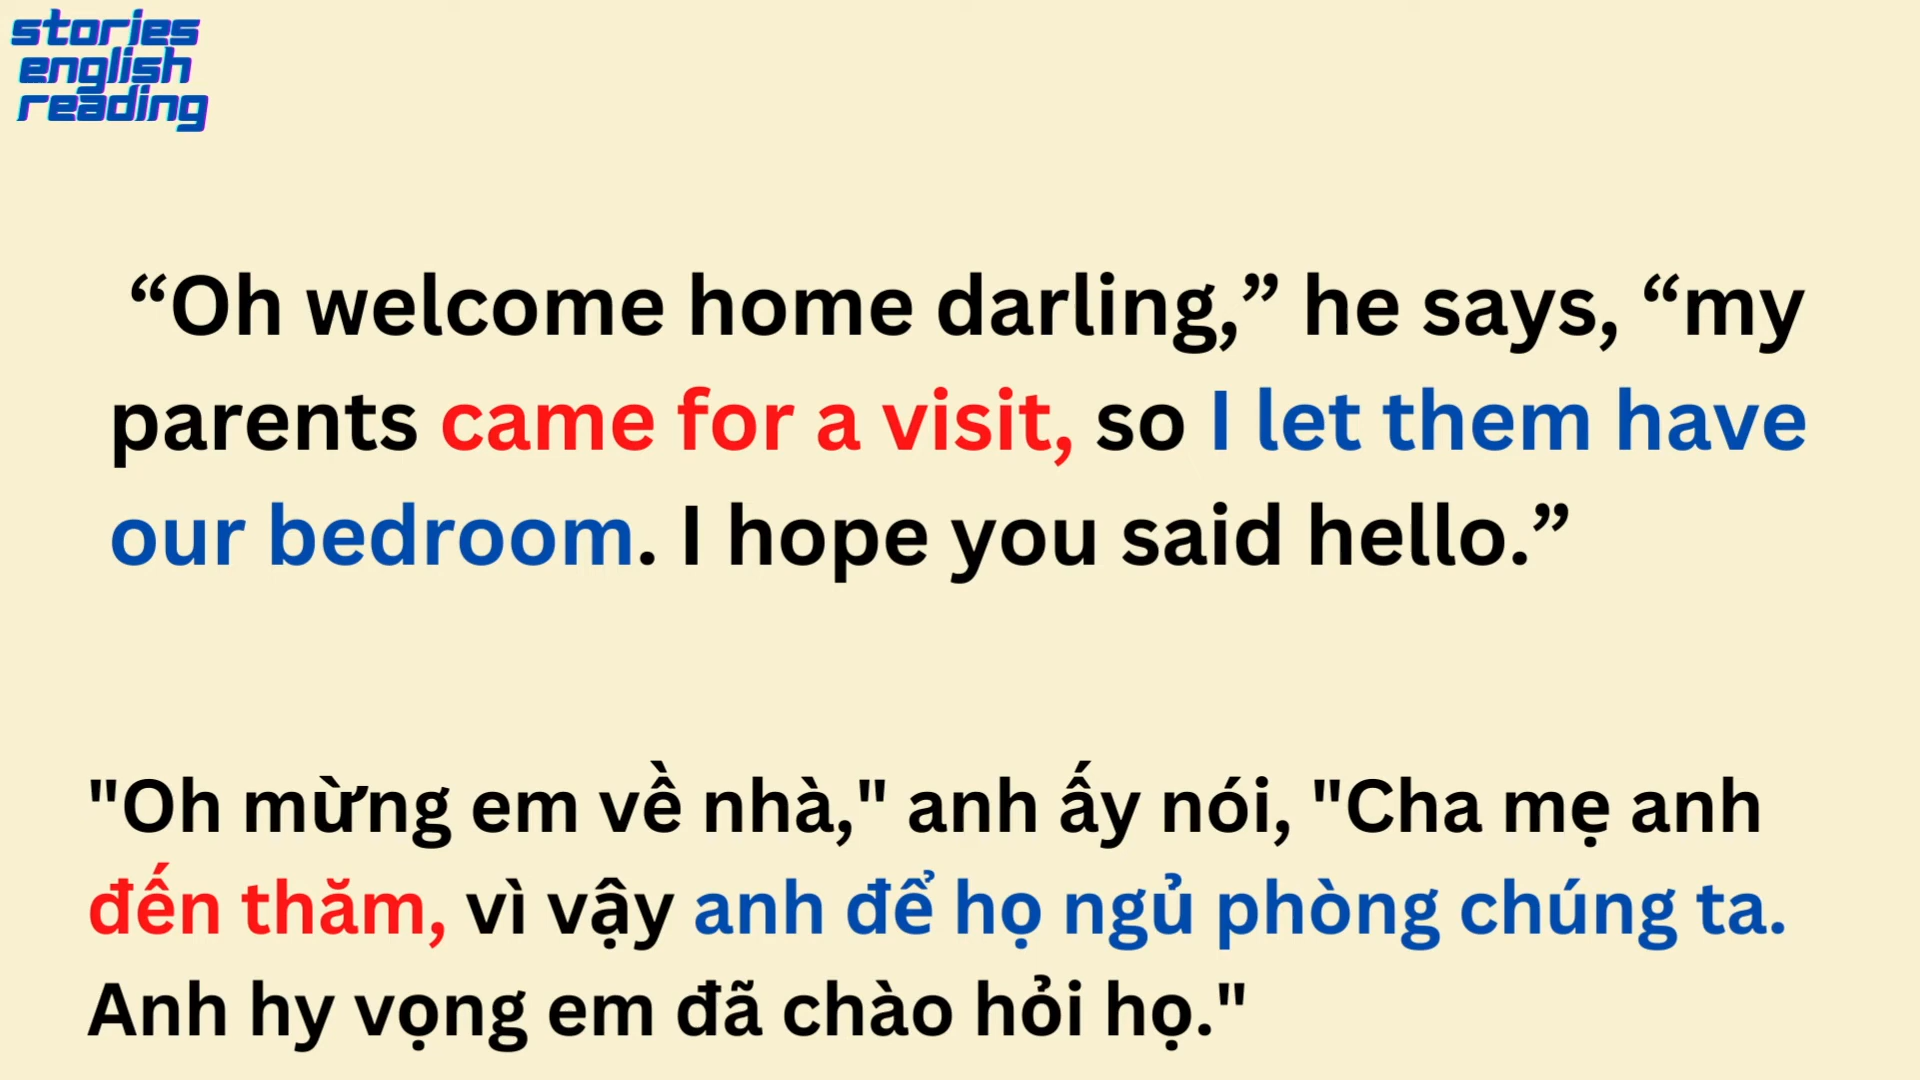 stories
english
reading
“Oh welcome home darling,” he says, “my
parents came for a visit, so I let them have
our bedroom. I hope you said hello.”
"Oh mừng em về nhà," anh ấy nói, "Cha mẹ anh
đến thăm, vì vậy anh để họ ngủ phòng chúng ta.
Anh hy vọng em đã chào hỏi họ."